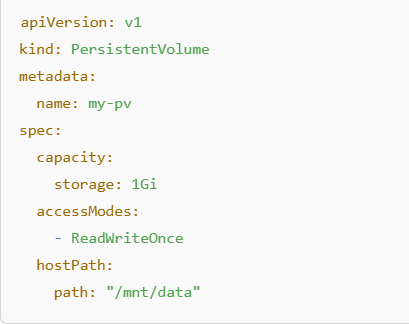 apiVersion: v1
kind: PersistentVolume
metadata:
  name: my-pv
spec:
  capacity:
    storage: 1Gi
  accessModes:
    - ReadWriteOnce
  hostPath:
    path: "/mnt/data"